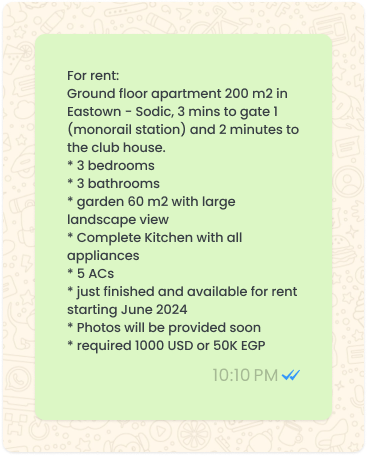 For rent:
Ground floor apartment 200 m2 in
Eastown - Sodic, 3 mins to gate 1
(monorail station) and 2 minutes to
the club house.
* 3 bedrooms
* 3 bathrooms
* garden 60 m2 with large
landscape view
* Complete Kitchen with all
appliances
* 5 ACs
* just finished and available for rent
starting June 2024
* Photos will be provided soon
* required 1000 USD or 50K EGP
10:10 PM